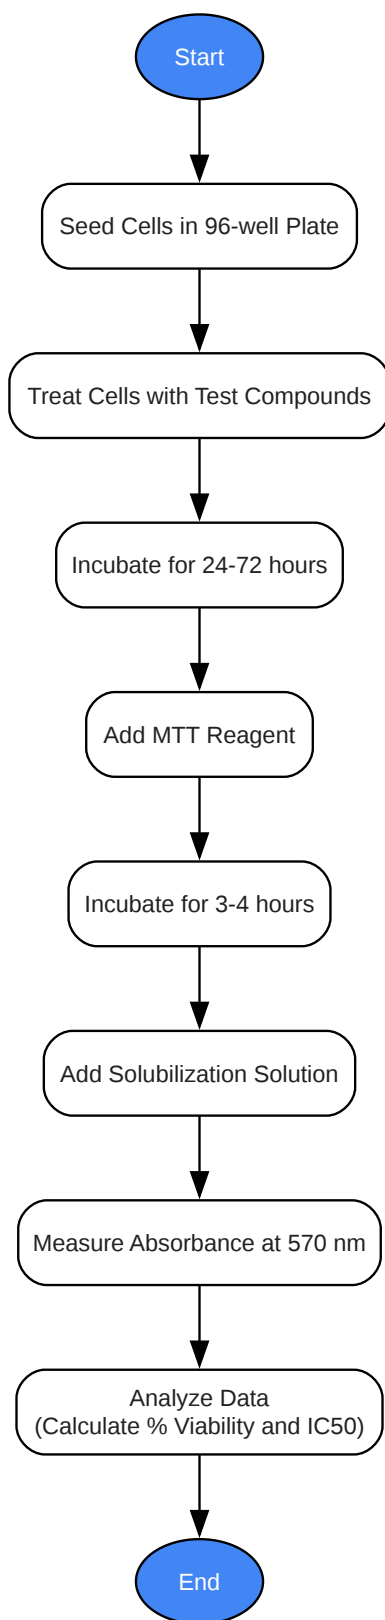 Start
Seed Cells in 96-well Plate
Treat Cells with Test Compounds
Incubate for 24-72 hours
Add MTT Reagent
Incubate for 3-4 hours
Add Solubilization Solution
Measure Absorbance at 570 nm
Analyze Data
(Calculate % Viability and IC50)
End